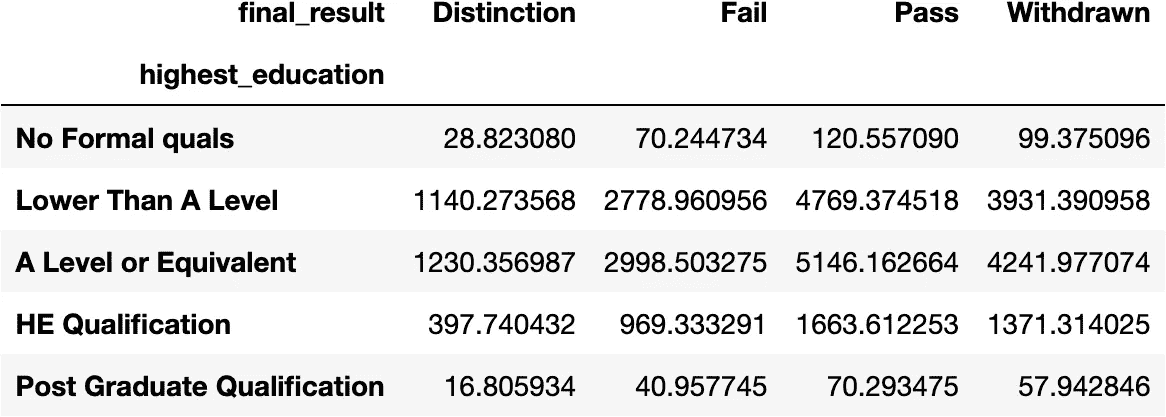 final_result Distinction Fail Pass Withdrawn
highest_education
No Formal quals 28.823080 70.244734 120.557090 99.375096
Lower Than A Level 1140.273568 2778.960956 4769.374518 3931.390958
A Level or Equivalent 1230.356987 2998.503275 5146.162664 4241.977074
HE Qualification 397.740432 969.333291 1663.612253 1371.314025
Post Graduate Qualification 16.805934 40.957745 70.293475 57.942846